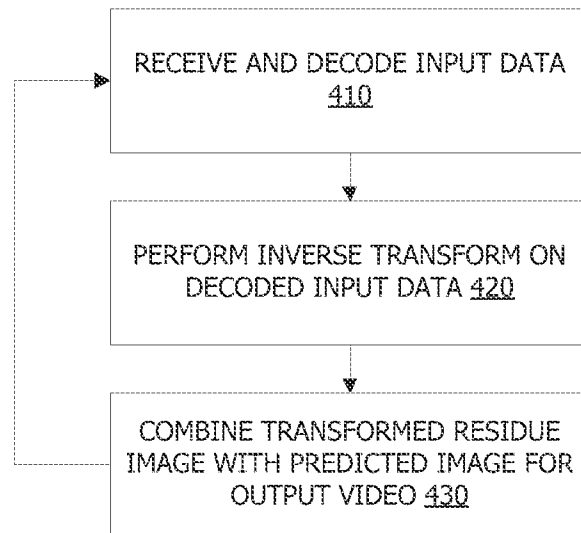 RECEIVE AND DECODE INPUT DATA
410
PERFORM INVERSE TRANSFORM ON
DECODED INPUT DATA 420
COMBINE TRANSFORMED RESIDUE
IMAGE WITH PREDICTED IMAGE FOR
OUTPUT VIDEO 430